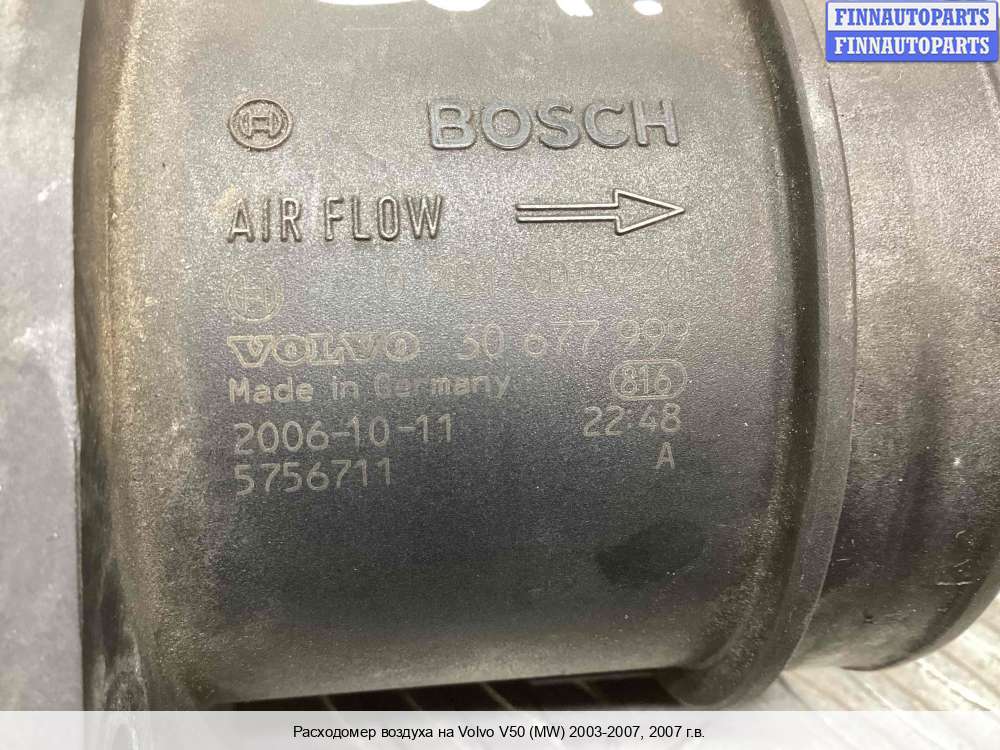 FINNAUTOPARTS
FINNAUTOPARTS
BOSCH
AIR FLOW
VOLVO 30 677 999
Made in Germany 816
2006-10-11 22:48
5756711 A
Расходомер воздуха на Volvo V50 (MW) 2003-2007, 2007 г.в.